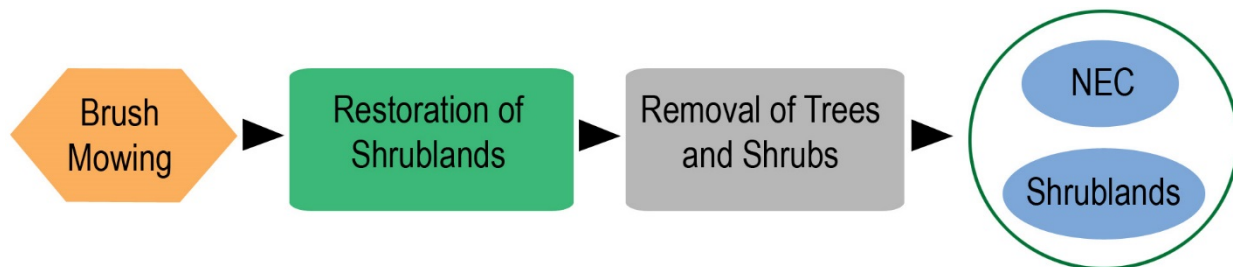 Brush
Mowing
Restoration of
Shrublands
Removal of Trees
and Shrubs
NEC
Shrublands